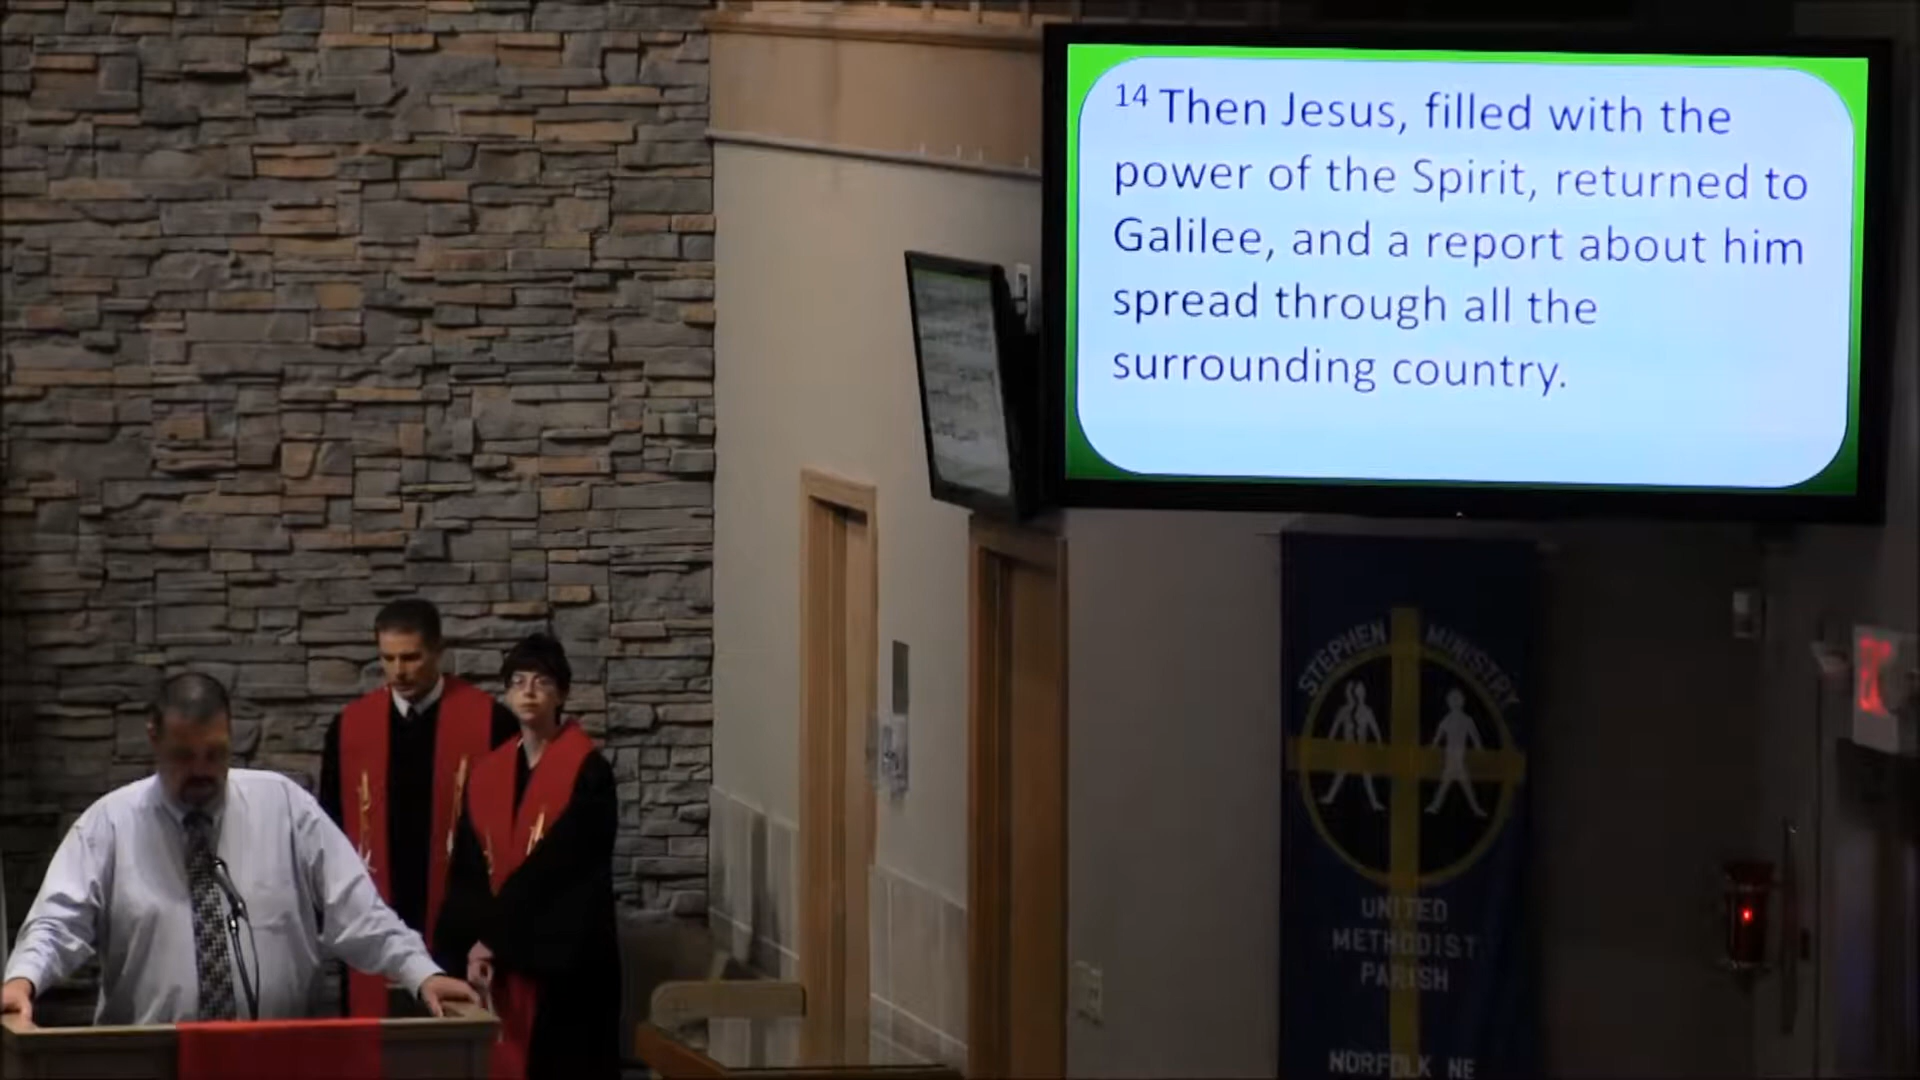 14 Then Jesus, filled with the
power of the Spirit, returned to
Galilee, and a report about him
spread through all the
surrounding country.
STEPHEN MINISTRY
UNITED
METHODIST
PARISH
NORFOLK NE